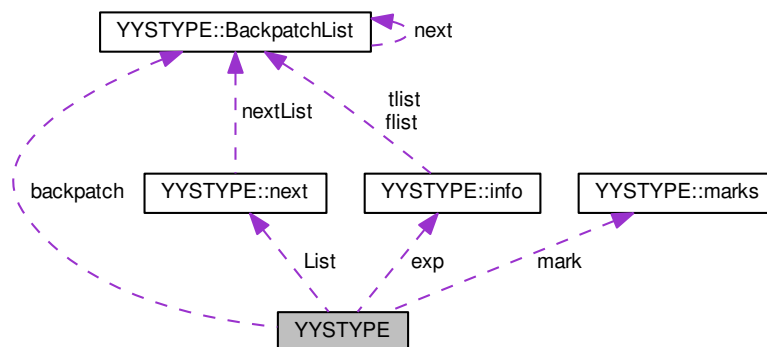 YYSTYPE::BackpatchList
next
tlist
flist
nextList
backpatch
YYSTYPE::next
YYSTYPE::info
YYSTYPE::marks
List
exp
mark
YYSTYPE